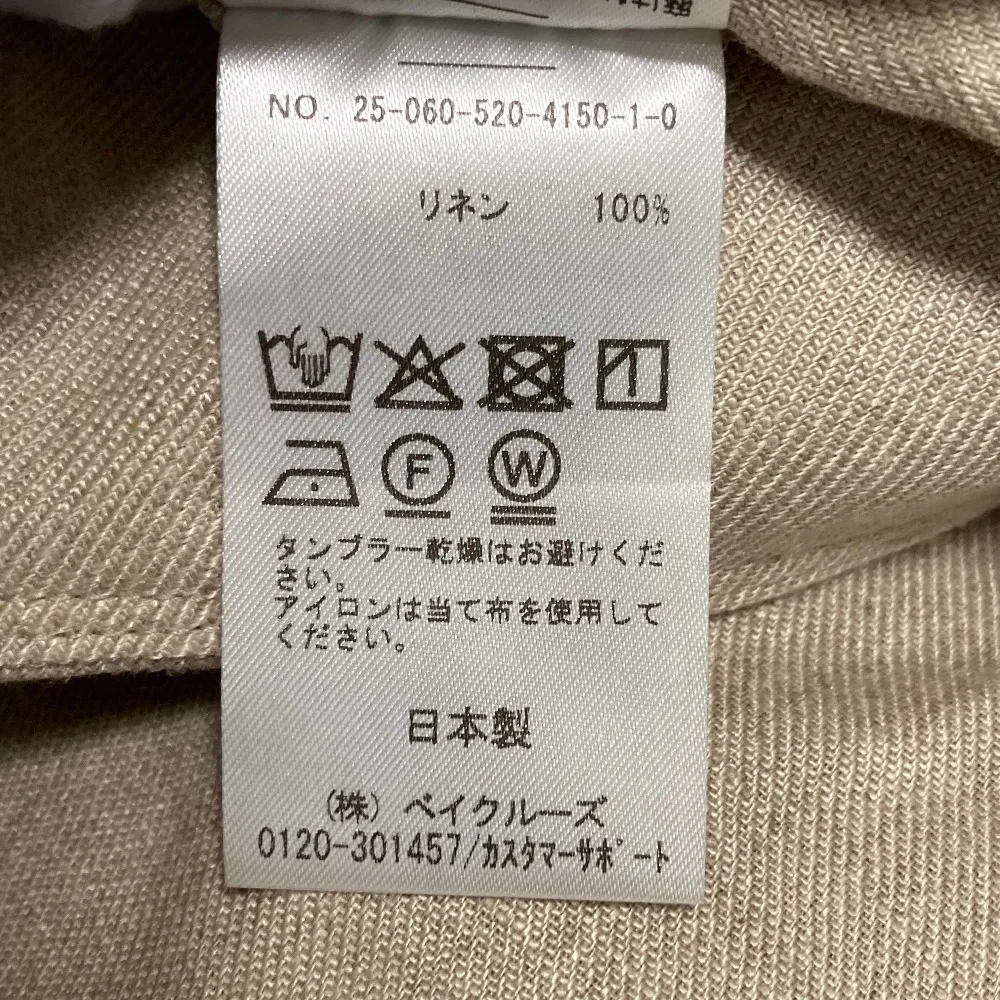 NO. 25-060-520-4150-1-0
リネン 100%
F W
タンブラー乾燥はお避けくだ
さい。
アイロンは当て布を使用して
ください。
日本製
(株) ベイクルーズ
0120-301457/ｶｽﾀﾏｰｻﾎﾟｰﾄ